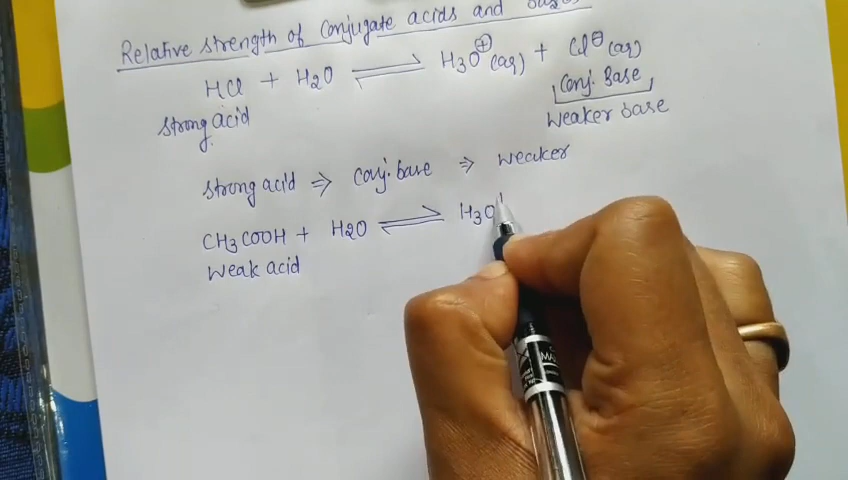 Relative strength of conjugate acids and
HCl + H2O ⇌ H3O⊕(aq) + Cl⊖(aq)
Strong acid
Conj. Base
Weaker base
Strong acid ⇒ Conj. base ⇒ weaker
CH3COOH + H2O ⇌ H3O
Weak acid